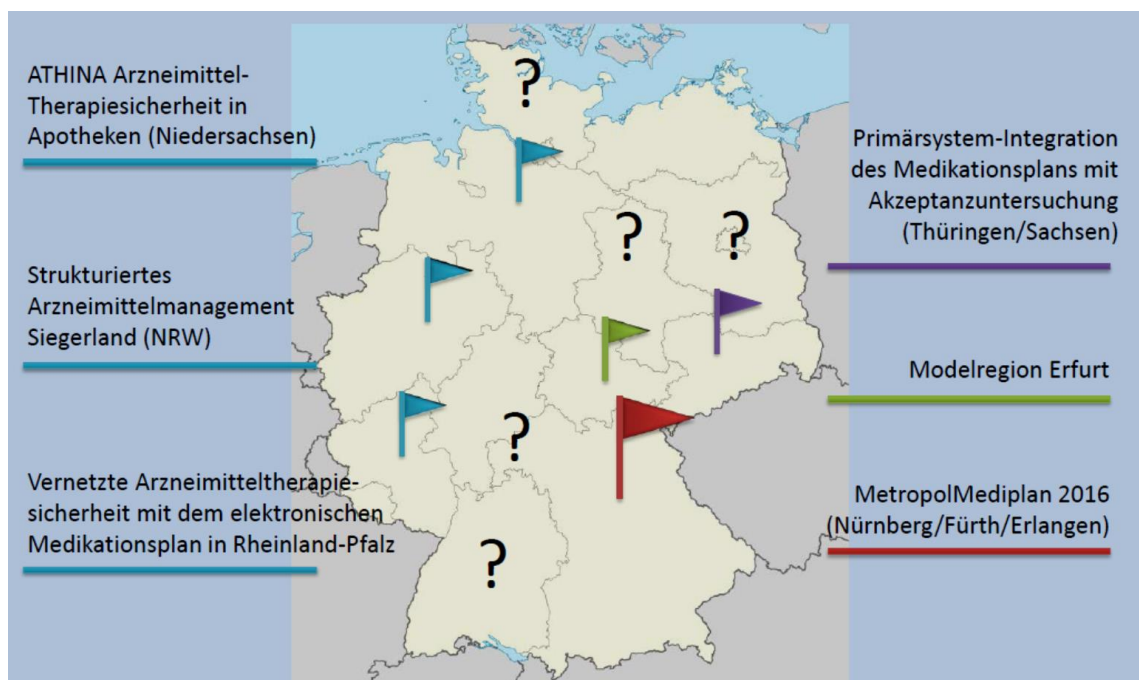 ATHINA Arzneimittel-
Therapiesicherheit in
Apotheken (Niedersachsen)
Strukturiertes
Arzneimittelmanagement
Siegerland (NRW)
Vernetzte Arzneimitteltherapie-
sicherheit mit dem elektronischen
Medikationsplan in Rheinland-Pfalz
?
?
?
?
?
Primärsystem-Integration
des Medikationsplans mit
Akzeptanzuntersuchung
(Thüringen/Sachsen)
Modelregion Erfurt
MetropolMediplan 2016
(Nürnberg/Fürth/Erlangen)